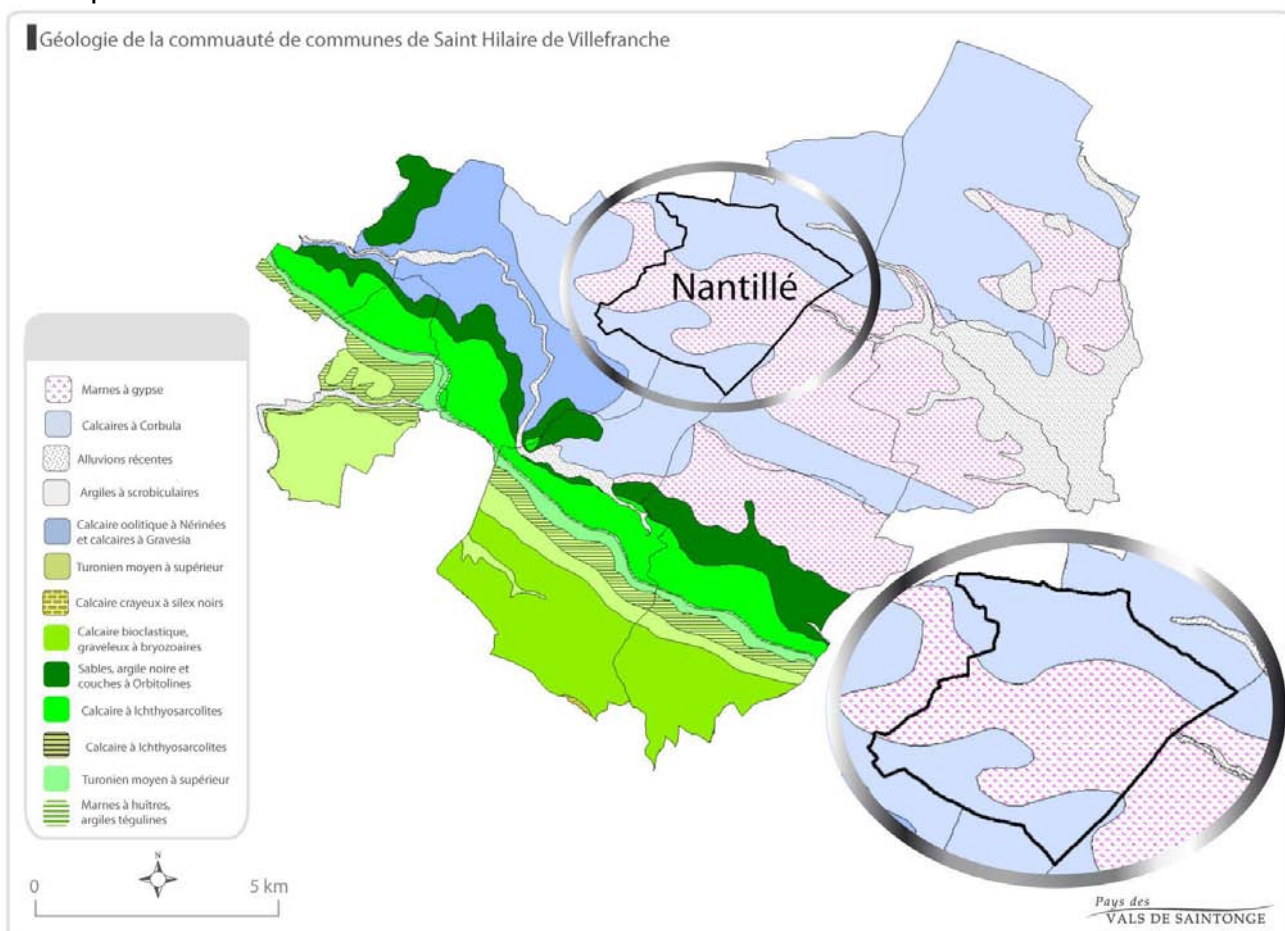 Géologie de la commuauté de communes de Saint Hilaire de Villefranche
Nantillé
Marnes à gypse
Calcaires à Corbula
Alluvions récentes
Argiles à scrobiculaires
Calcaire oolitique à Nérinées
et calcaires à Gravesia
Turonien moyen à supérieur
Calcaire crayeux à silex noirs
Calcaire bioclastique,
graveleux à bryozoaires
Sables, argile noire et
couches à Orbitolines
Calcaire à Ichthyosarcolites
Calcaire à Ichthyosarcolites
Turonien moyen à supérieur
Marnes à huîtres,
argiles tégulines
N
0 5 km
Pays des
VALS DE SAINTONGE